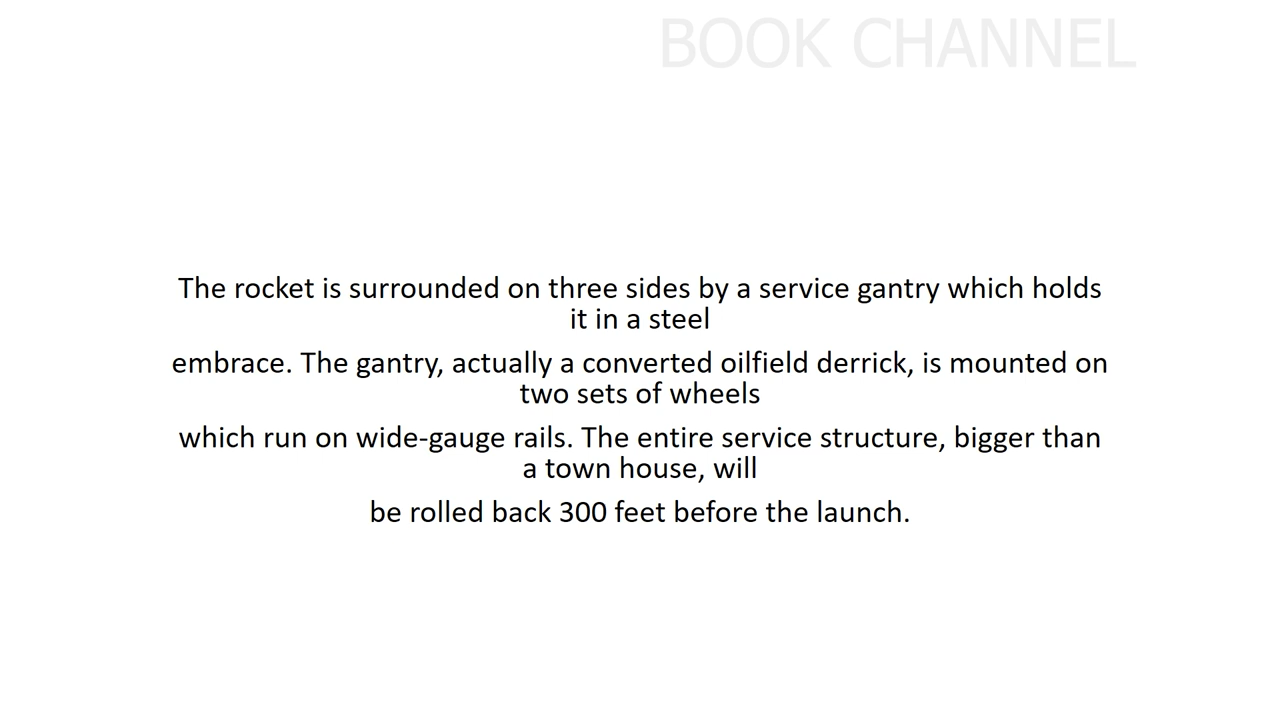 BOOK CHANNEL
The rocket is surrounded on three sides by a service gantry which holds
it in a steel
embrace. The gantry, actually a converted oilfield derrick, is mounted on
two sets of wheels
which run on wide-gauge rails. The entire service structure, bigger than
a town house, will
be rolled back 300 feet before the launch.